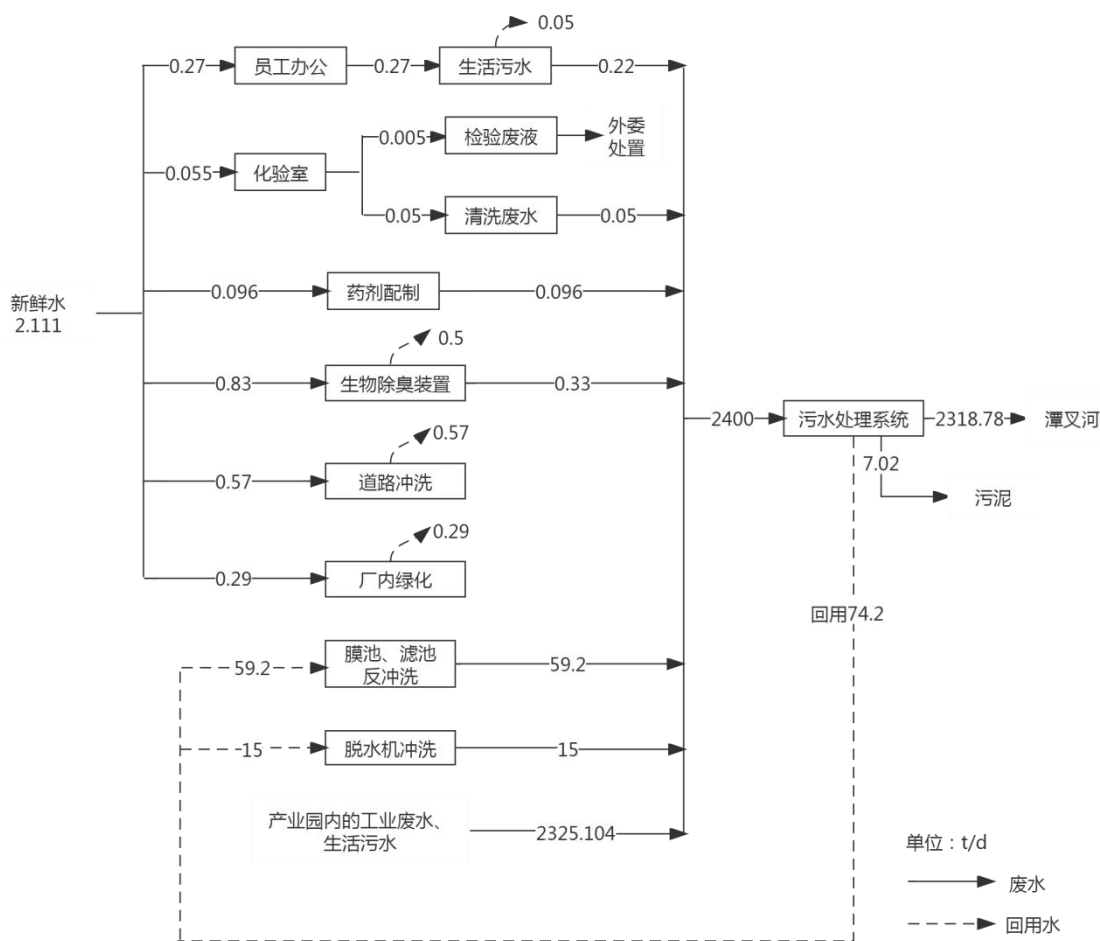 0.05
0.27
员工办公
0.27
生活污水
0.22
0.005
检验废液
外委
处置
0.055
化验室
0.05
清洗废水
0.05
新鲜水
2.111
0.096
药剂配制
0.096
0.5
0.83
生物除臭装置
0.33
2400
污水处理系统
2318.78
潭叉河
0.57
7.02
0.57
道路冲洗
污泥
0.29
0.29
厂内绿化
回用74.2
59.2
膜池、滤池
反冲洗
59.2
15
脱水机冲洗
15
产业园内的工业废水、
生活污水
2325.104
单位：t/d
废水
回用水